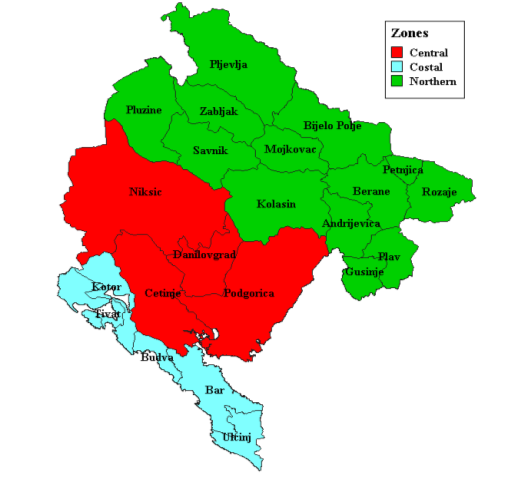 Zones
Central
Costal
Northern
Pljevlja
Pluzine
Zabljak
Bijelo Polje
Savnik
Mojkovac
Petnjica
Niksic
Berane
Rozaje
Kolasin
Andrijevica
Danilovgrad
Plav
Gusinje
Kotor
Cetinje
Podgorica
Tivat
Budva
Bar
Ulcinj